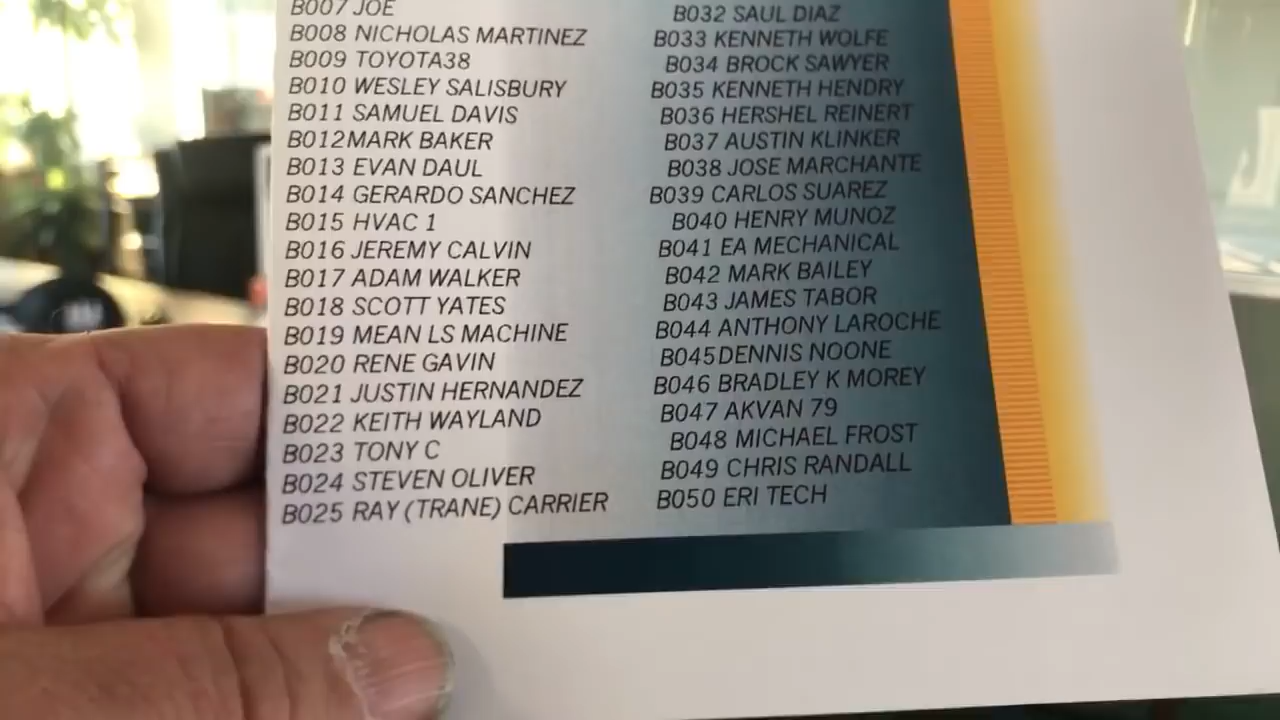 B007 JOE
B008 NICHOLAS MARTINEZ
B009 TOYOTA38
B010 WESLEY SALISBURY
B011 SAMUEL DAVIS
B012MARK BAKER
B013 EVAN DAUL
B014 GERARDO SANCHEZ
B015 HVAC 1
B016 JEREMY CALVIN
B017 ADAM WALKER
B018 SCOTT YATES
B019 MEAN LS MACHINE
B020 RENE GAVIN
B021 JUSTIN HERNANDEZ
B022 KEITH WAYLAND
B023 TONY C
B024 STEVEN OLIVER
B025 RAY (TRANE) CARRIER
B032 SAUL DIAZ
B033 KENNETH WOLFE
B034 BROCK SAWYER
B035 KENNETH HENDRY
B036 HERSHEL REINERT
B037 AUSTIN KLINKER
B038 JOSE MARCHANTE
B039 CARLOS SUAREZ
B040 HENRY MUNOZ
B041 EA MECHANICAL
B042 MARK BAILEY
B043 JAMES TABOR
B044 ANTHONY LAROCHE
B045DENNIS NOONE
B046 BRADLEY K MOREY
B047 AKVAN 79
B048 MICHAEL FROST
B049 CHRIS RANDALL
B050 ERI TECH